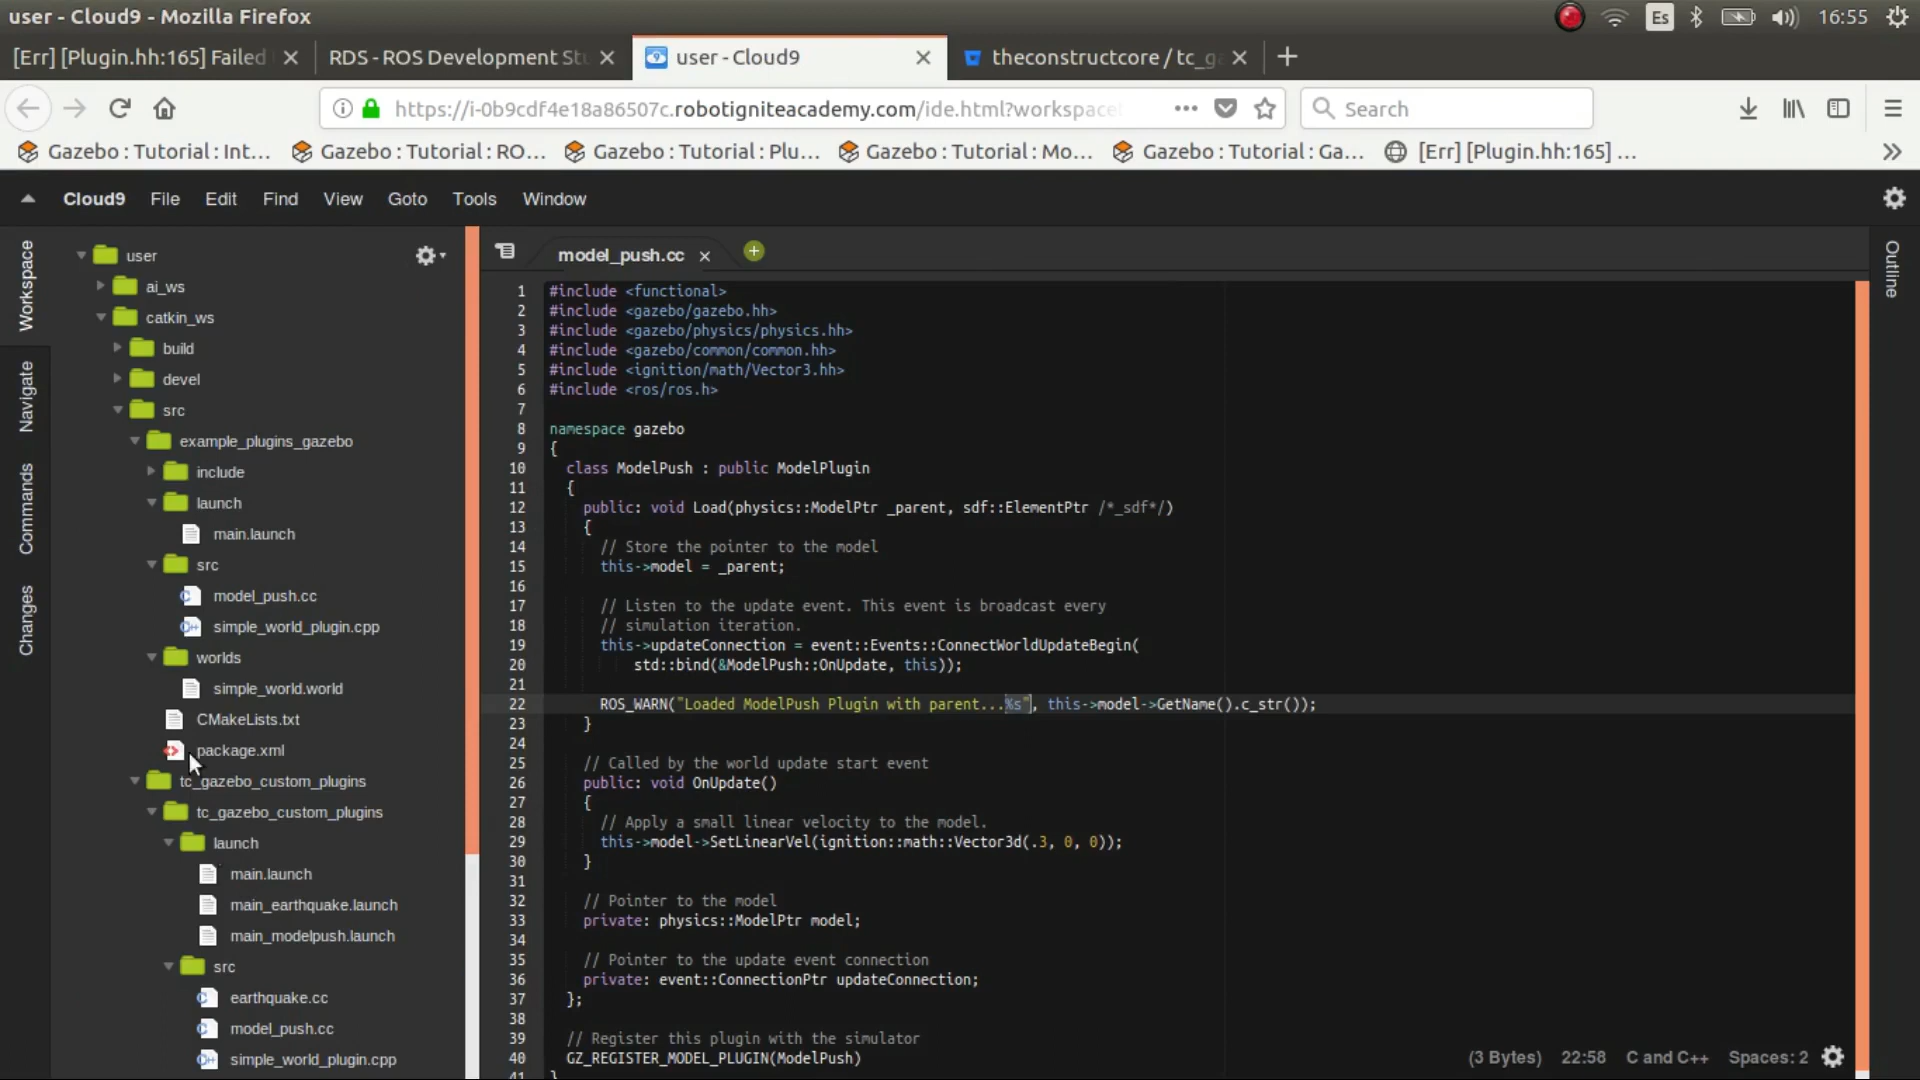 user - Cloud9 - Mozilla Firefox
Es
16:55
[Err] [Plugin.hh:165] Failed
RDS - ROS Development Stu
user - Cloud9
theconstructcore / tc_ga
https://i-0b9cdf4e18a86507c.robotigniteacademy.com/ide.html?workspace
Search
Gazebo : Tutorial : Int...
Gazebo : Tutorial : RO...
Gazebo : Tutorial : Plu...
Gazebo : Tutorial : Mo...
Gazebo : Tutorial : Ga...
[Err] [Plugin.hh:165] ...
Cloud9 File Edit Find View Goto Tools Window
Workspace
Navigate
Commands
Changes
user
ai_ws
catkin_ws
build
devel
src
example_plugins_gazebo
include
launch
main.launch
src
model_push.cc
simple_world_plugin.cpp
worlds
simple_world.world
CMakeLists.txt
package.xml
tc_gazebo_custom_plugins
tc_gazebo_custom_plugins
launch
main.launch
main_earthquake.launch
main_modelpush.launch
src
earthquake.cc
model_push.cc
simple_world_plugin.cpp
model_push.cc
1 #include <functional>
2 #include <gazebo/gazebo.hh>
3 #include <gazebo/physics/physics.hh>
4 #include <gazebo/common/common.hh>
5 #include <ignition/math/Vector3.hh>
6 #include <ros/ros.h>
7
8 namespace gazebo
9 {
10 class ModelPush : public ModelPlugin
11 {
12 public: void Load(physics::ModelPtr _parent, sdf::ElementPtr /*_sdf*/)
13 {
14 // Store the pointer to the model
15 this->model = _parent;
16
17 // Listen to the update event. This event is broadcast every
18 // simulation iteration.
19 this->updateConnection = event::Events::ConnectWorldUpdateBegin(
20 std::bind(&ModelPush::OnUpdate, this));
21
22 ROS_WARN("Loaded ModelPush Plugin with parent...%s", this->model->GetName().c_str());
23 }
24
25 // Called by the world update start event
26 public: void OnUpdate()
27 {
28 // Apply a small linear velocity to the model.
29 this->model->SetLinearVel(ignition::math::Vector3d(.3, 0, 0));
30 }
31
32 // Pointer to the model
33 private: physics::ModelPtr model;
34
35 // Pointer to the update event connection
36 private: event::ConnectionPtr updateConnection;
37 };
38
39 // Register this plugin with the simulator
40 GZ_REGISTER_MODEL_PLUGIN(ModelPush)
41 }
(3 Bytes) 22:58 C and C++ Spaces: 2
Outline